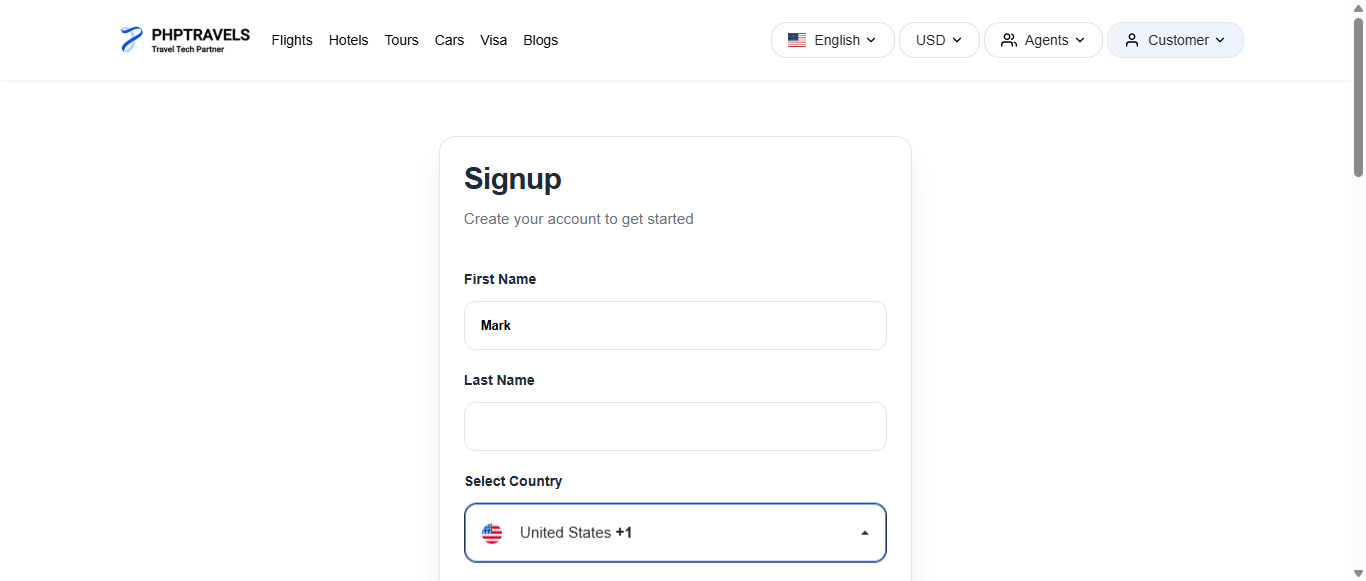 PHPTRAVELS
Travel Tech Partner
Flights Hotels Tours Cars Visa Blogs
English USD Agents Customer
Signup
Create your account to get started
First Name
Mark
Last Name
Select Country
United States +1